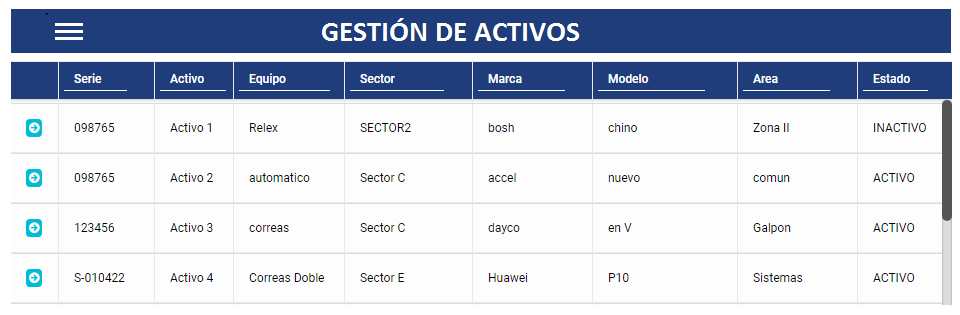 GESTIÓN DE ACTIVOS
Serie Activo Equipo Sector Marca Modelo Area Estado
098765 Activo 1 Relex SECTOR2 bosh chino Zona II INACTIVO
098765 Activo 2 automatico Sector C accel nuevo comun ACTIVO
123456 Activo 3 correas Sector C dayco en V Galpon ACTIVO
S-010422 Activo 4 Correas Doble Sector E Huawei P10 Sistemas ACTIVO